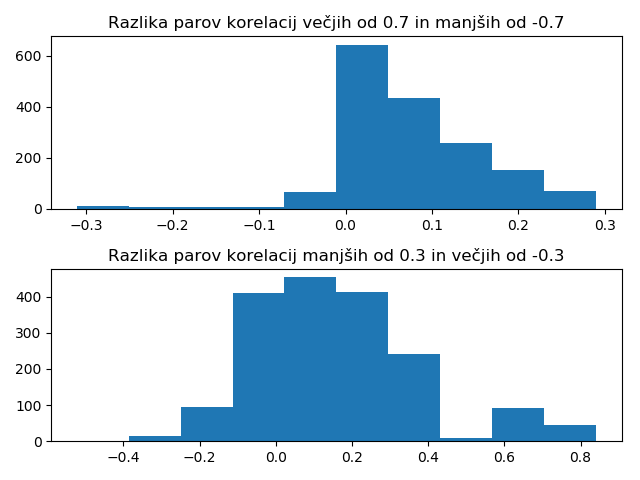 Razlika parov korelacij večjih od 0.7 in manjših od -0.7
600
400
200
0
−0.3 −0.2 −0.1 0.0 0.1 0.2 0.3
Razlika parov korelacij manjših od 0.3 in večjih od -0.3
400
300
200
100
0
−0.4 −0.2 0.0 0.2 0.4 0.6 0.8